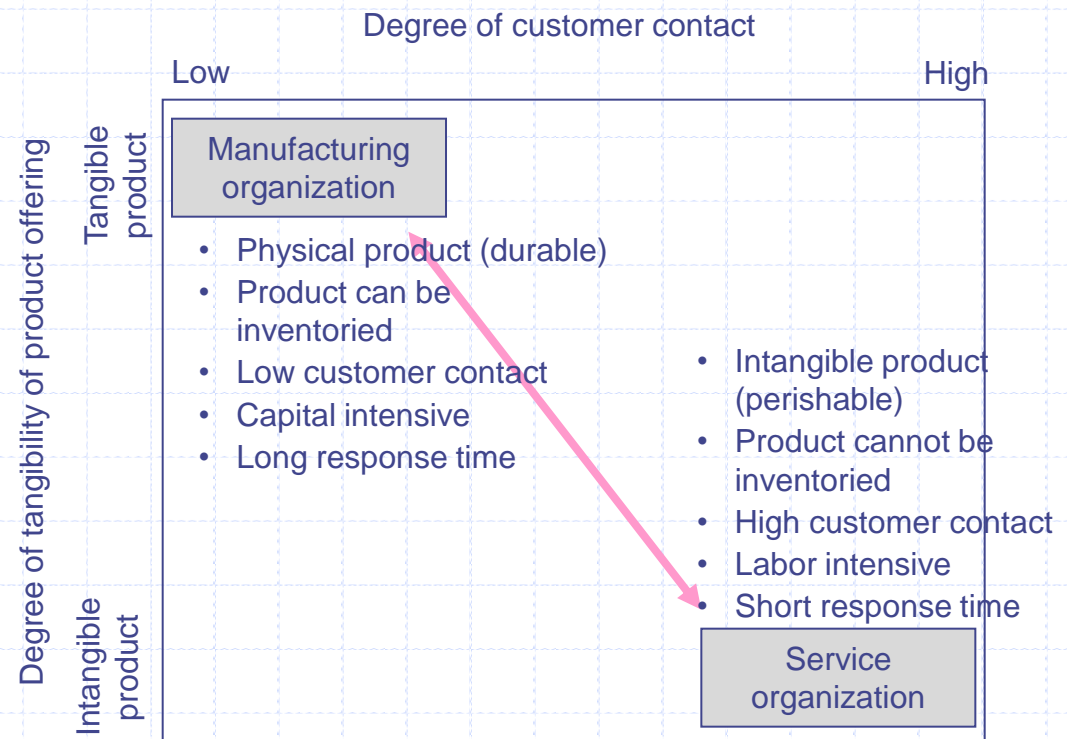 Degree of customer contact
Low
High
Degree of tangibility of product offering
Tangible
product
Manufacturing
organization
• Physical product (durable)
• Product can be
inventoried
• Low customer contact
• Capital intensive
• Long response time
• Intangible product
(perishable)
• Product cannot be
inventoried
• High customer contact
• Labor intensive
• Short response time
Intangible
product
Service
organization